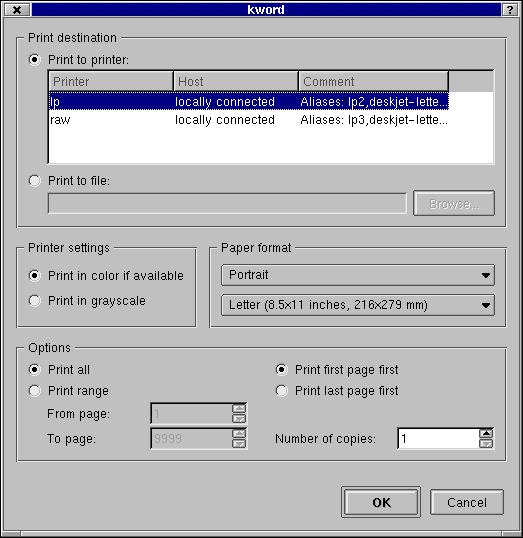 kword
Print destination
Print to printer:
Printer Host Comment
lp locally connected Aliases: lp2,deskjet-lette...
raw locally connected Aliases: lp3,deskjet-lette...
Print to file:
Browse...
Printer settings
Print in color if available
Print in grayscale
Paper format
Portrait
Letter (8.5x11 inches, 216x279 mm)
Options
Print all
Print range
From page: 1
To page: 9999
Print first page first
Print last page first
Number of copies: 1
OK Cancel